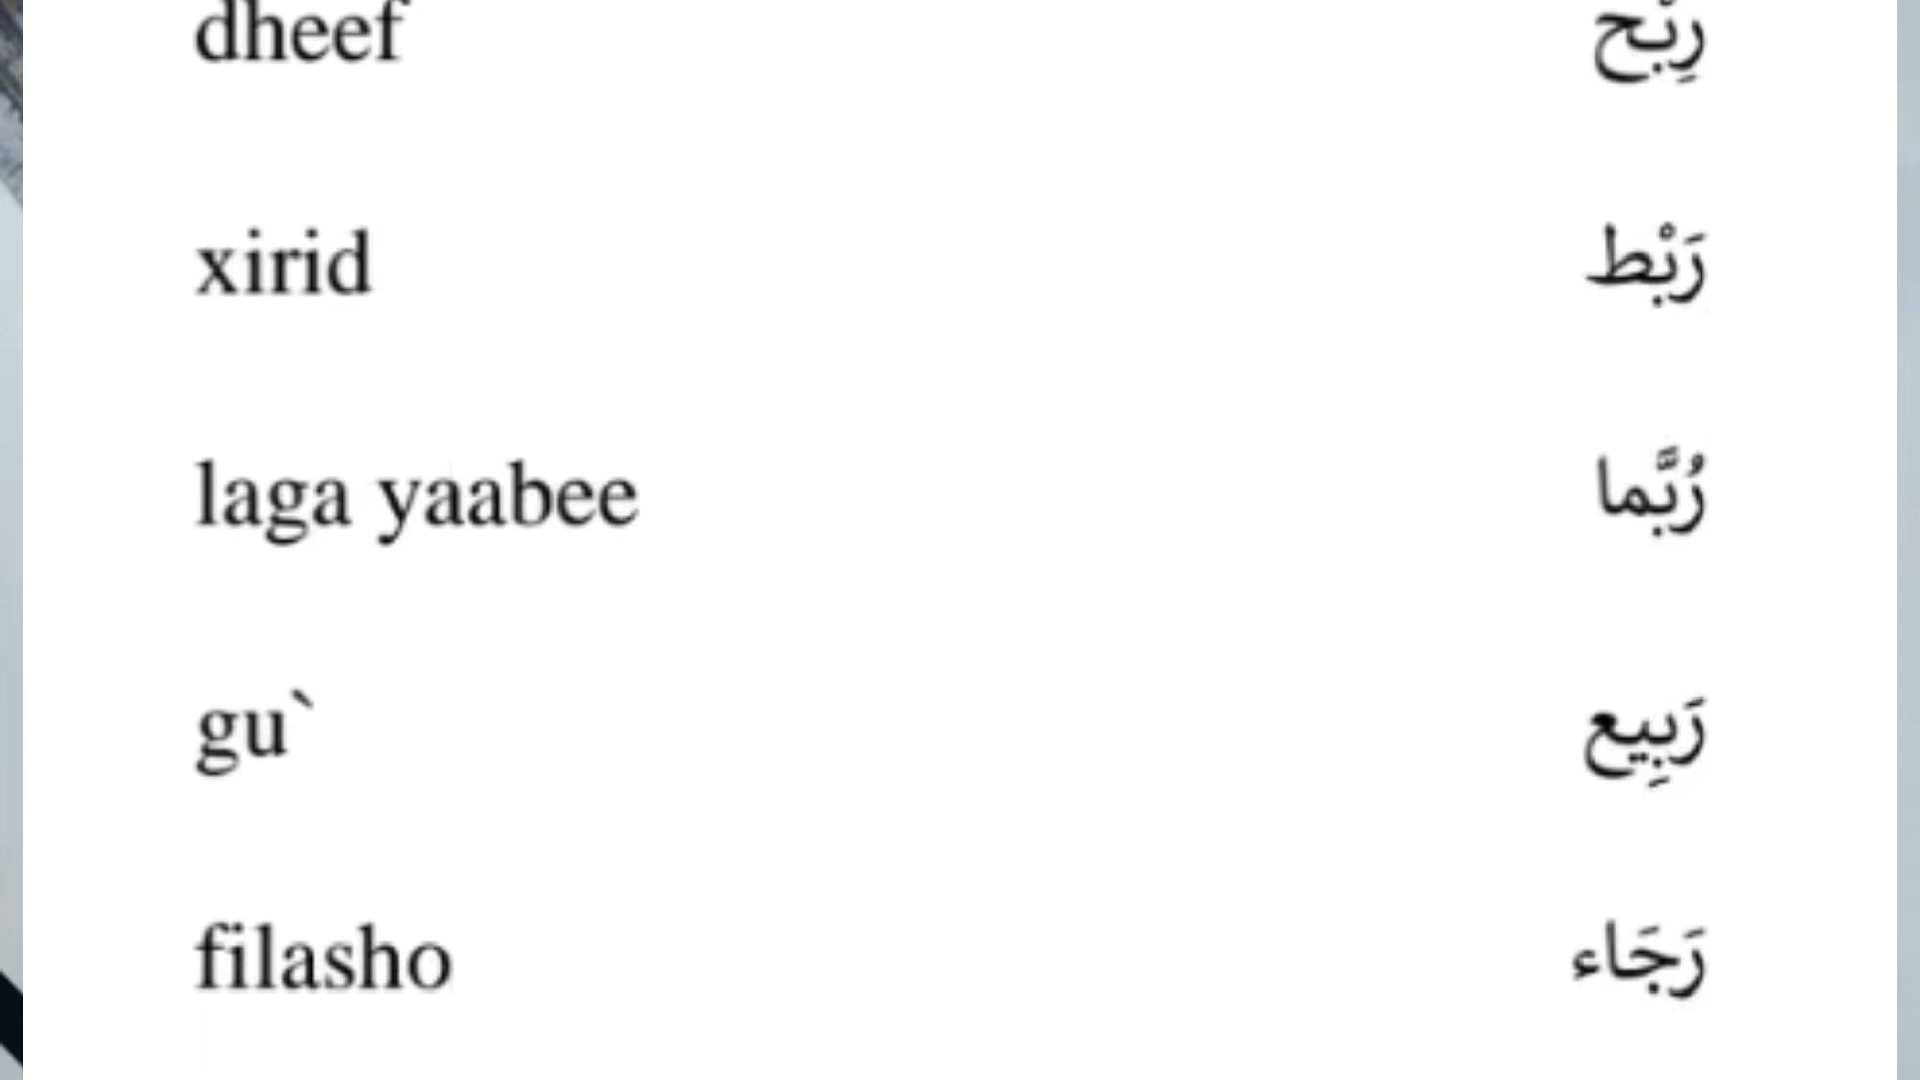 dheef رِبْح
xirid رَبْط
laga yaabee رُبَّما
gu` رَبِيع
filasho رَجَاء